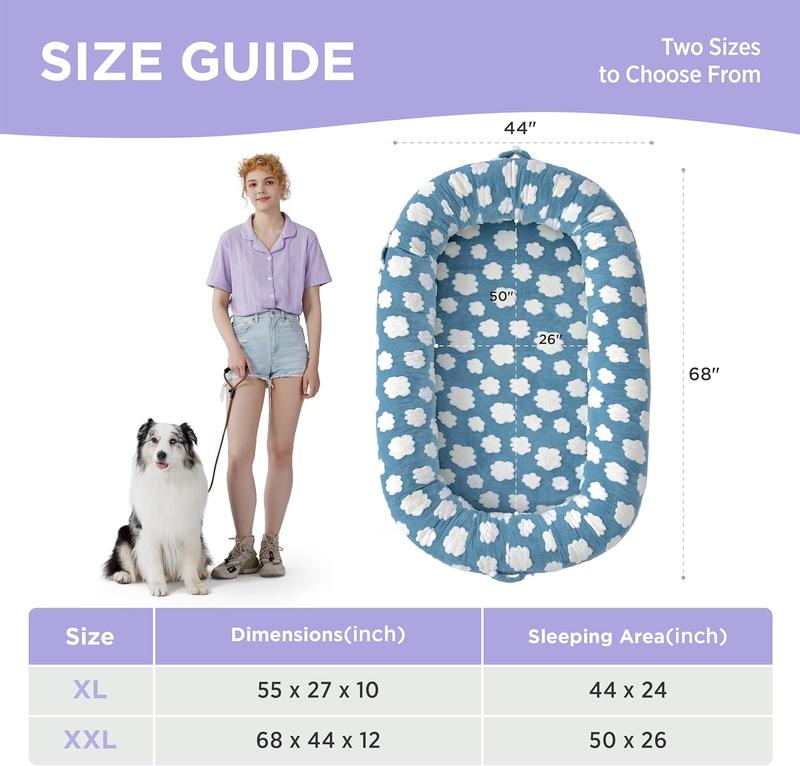 SIZE GUIDE
Two Sizes
to Choose From
44"
50"
26"
68"
Size Dimensions(inch) Sleeping Area(inch)
XL 55 x 27 x 10 44 x 24
XXL 68 x 44 x 12 50 x 26